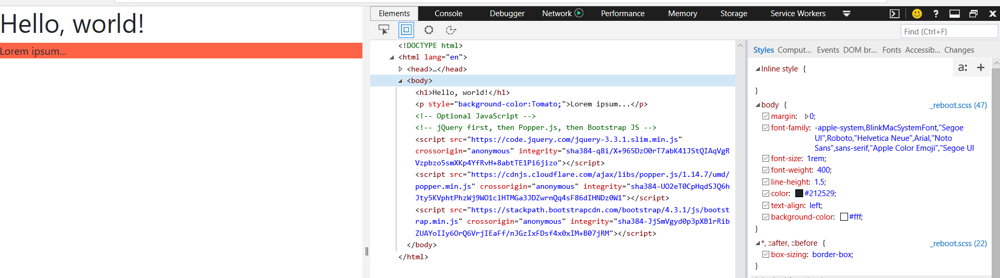 Hello, world!
Lorem ipsum...
Elements Console Debugger Network Performance Memory Storage Service Workers ?
Find (Ctrl+F)
<!DOCTYPE html>
<html lang="en">
<head>…</head>
<body>
<h1>Hello, world!</h1>
<p style="background-color:Tomato;">Lorem ipsum...</p>
<!-- Optional JavaScript -->
<!-- jQuery first, then Popper.js, then Bootstrap JS -->
<script src="https://code.jquery.com/jquery-3.3.1.slim.min.js"
crossorigin="anonymous" integrity="sha384-q8i/X+965DzO0rT7abK41JStQIAqVgR
Vzpbzo5smXKp4YfRvH+8abtTE1Pi6jizo"></script>
<script src="https://cdnjs.cloudflare.com/ajax/libs/popper.js/1.14.7/umd/
popper.min.js" crossorigin="anonymous" integrity="sha384-UO2eT0CpHqdSJQ6h
Jty5KVphtPhzWj9WO1clHTMGa3JDZwrnQq4sF86dIHNDz0W1"></script>
<script src="https://stackpath.bootstrapcdn.com/bootstrap/4.3.1/js/bootst
rap.min.js" crossorigin="anonymous" integrity="sha384-JjSmVgyd0p3pXB1rRib
ZUAYoIIy6OrQ6VrjIEaFf/nJGzIxFDsf4x0xIM+B07jRM"></script>
</body>
</html>
Styles Comput... Events DOM br... Fonts Accessib... Changes
Inline style {
a: +
}
body { _reboot.scss (47)
margin: 0;
font-family: -apple-system,BlinkMacSystemFont,"Segoe
UI",Roboto,"Helvetica Neue",Arial,"Noto
Sans",sans-serif,"Apple Color Emoji","Segoe UI
font-size: 1rem;
font-weight: 400;
line-height: 1.5;
color: #212529;
text-align: left;
background-color: #fff;
}
*, ::after, ::before { _reboot.scss (22)
box-sizing: border-box;
}